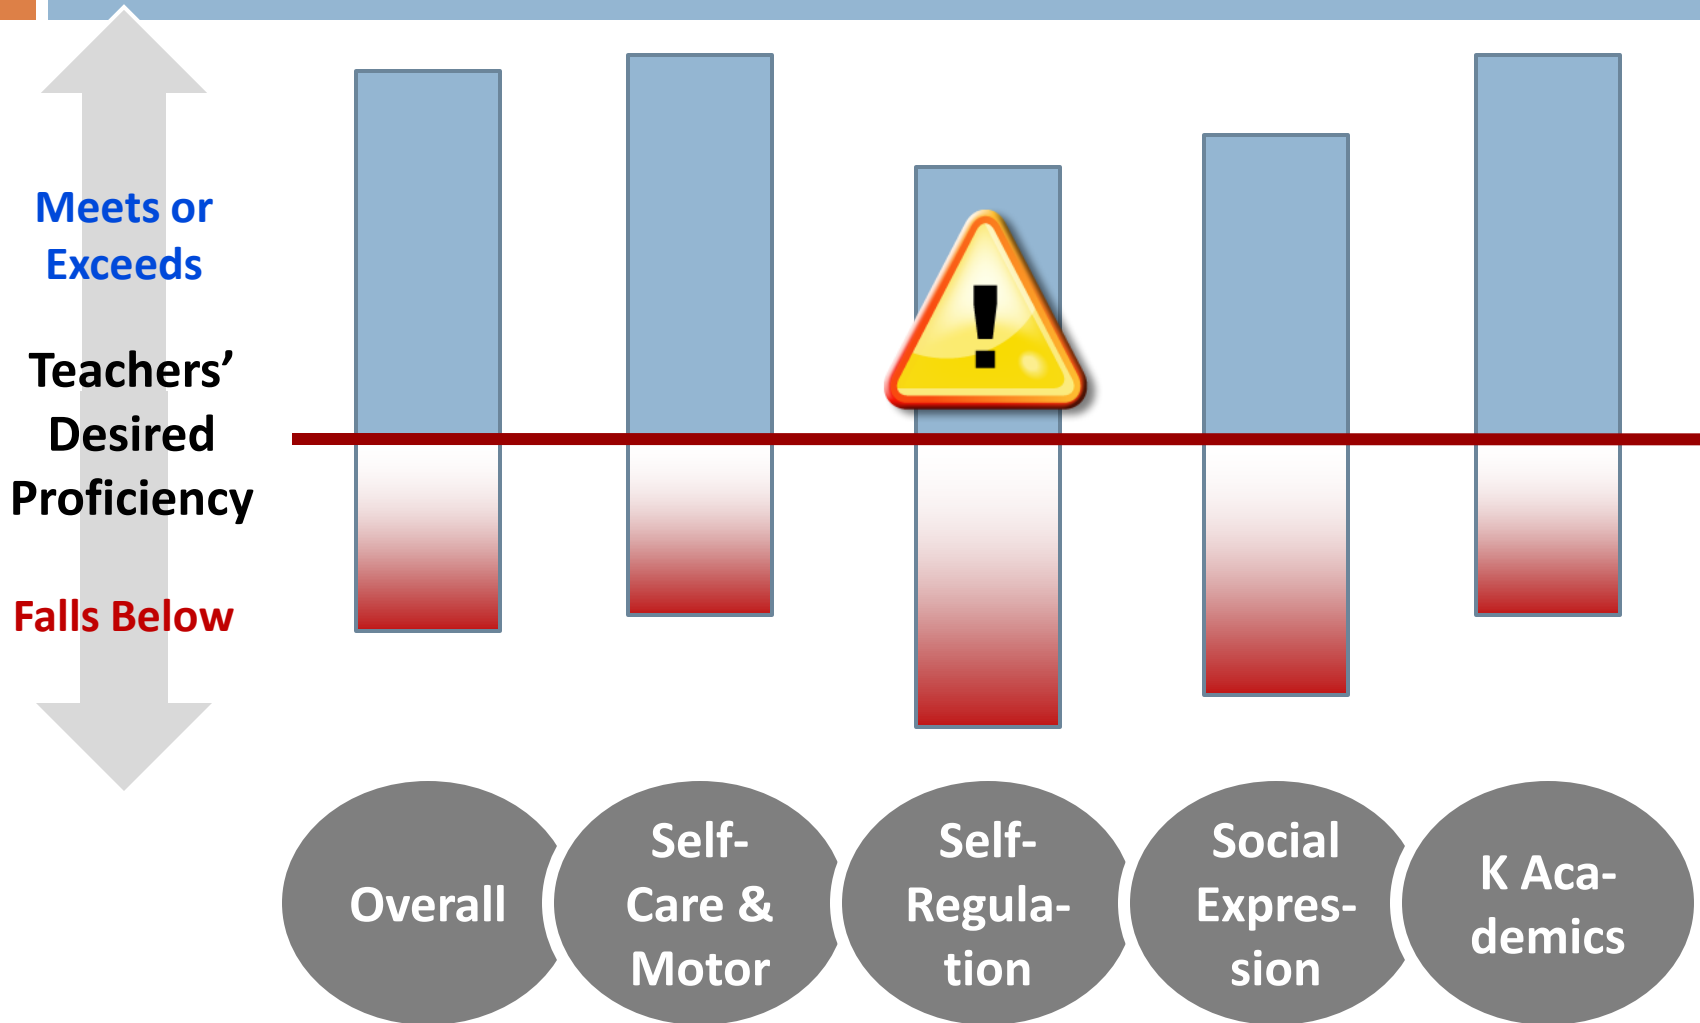 Meets or
Exceeds
Teachers’
Desired
Proficiency
Falls Below
!
Overall
Self-
Care &
Motor
Self-
Regula-
tion
Social
Expres-
sion
K Aca-
demics